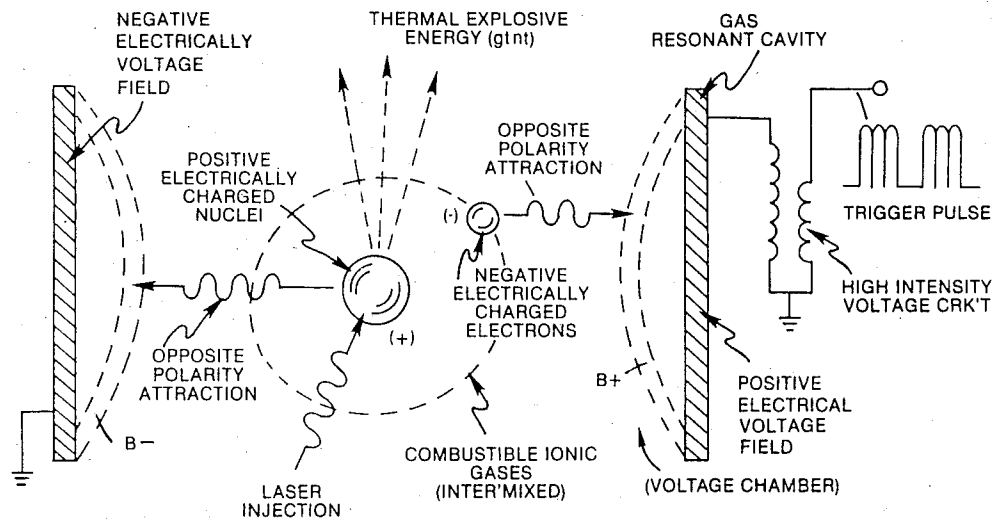 NEGATIVE
ELECTRICALLY
VOLTAGE
FIELD
THERMAL EXPLOSIVE
ENERGY (gtnt)
GAS
RESONANT CAVITY
POSITIVE
ELECTRICALLY
CHARGED
NUCLEI
OPPOSITE
POLARITY
ATTRACTION
(-)
TRIGGER PULSE
NEGATIVE
ELECTRICALLY
CHARGED
ELECTRONS
HIGH INTENSITY
VOLTAGE CRK'T
(+)
OPPOSITE
POLARITY
ATTRACTION
B+
POSITIVE
ELECTRICAL
VOLTAGE
FIELD
B-
COMBUSTIBLE IONIC
GASES
(INTER'MIXED)
(VOLTAGE CHAMBER)
LASER
INJECTION